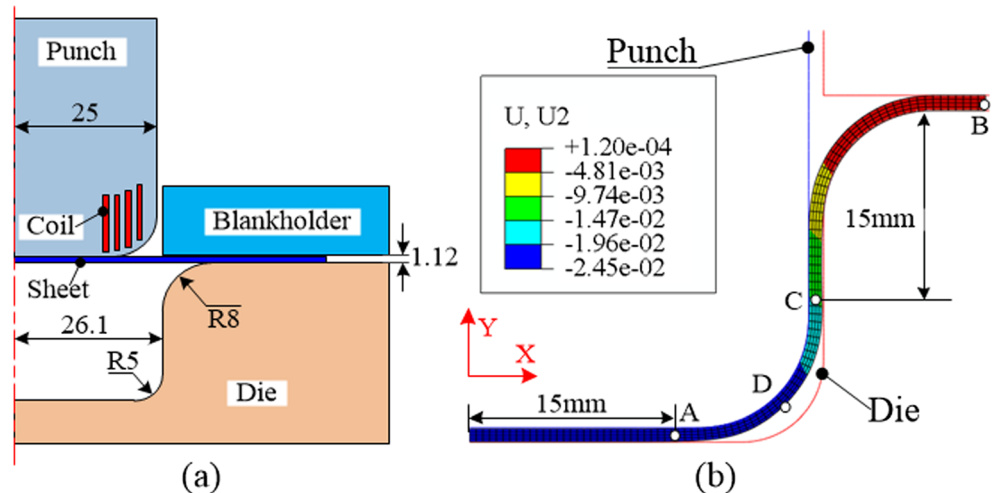 Punch
25
Coil
Blankholder
1.12
Sheet
R8
26.1
R5
Die
(a)
Punch
U, U2
+1.20e-04
-4.81e-03
-9.74e-03
-1.47e-02
-1.96e-02
-2.45e-02
B
15mm
C
Y
X
D
15mm
A
Die
(b)